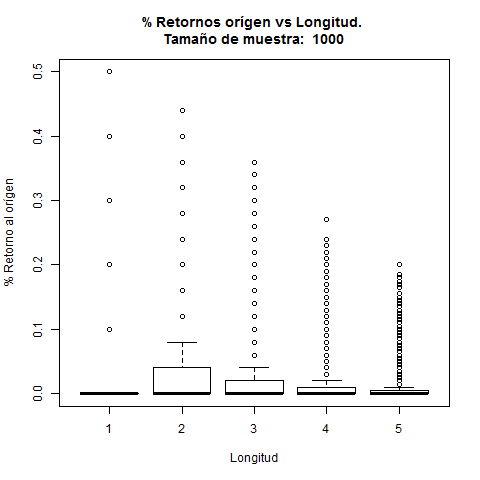 % Retornos orígen vs Longitud.
Tamaño de muestra: 1000
% Retorno al orígen
0.5
0.4
0.3
0.2
0.1
0.0
1 2 3 4 5
Longitud